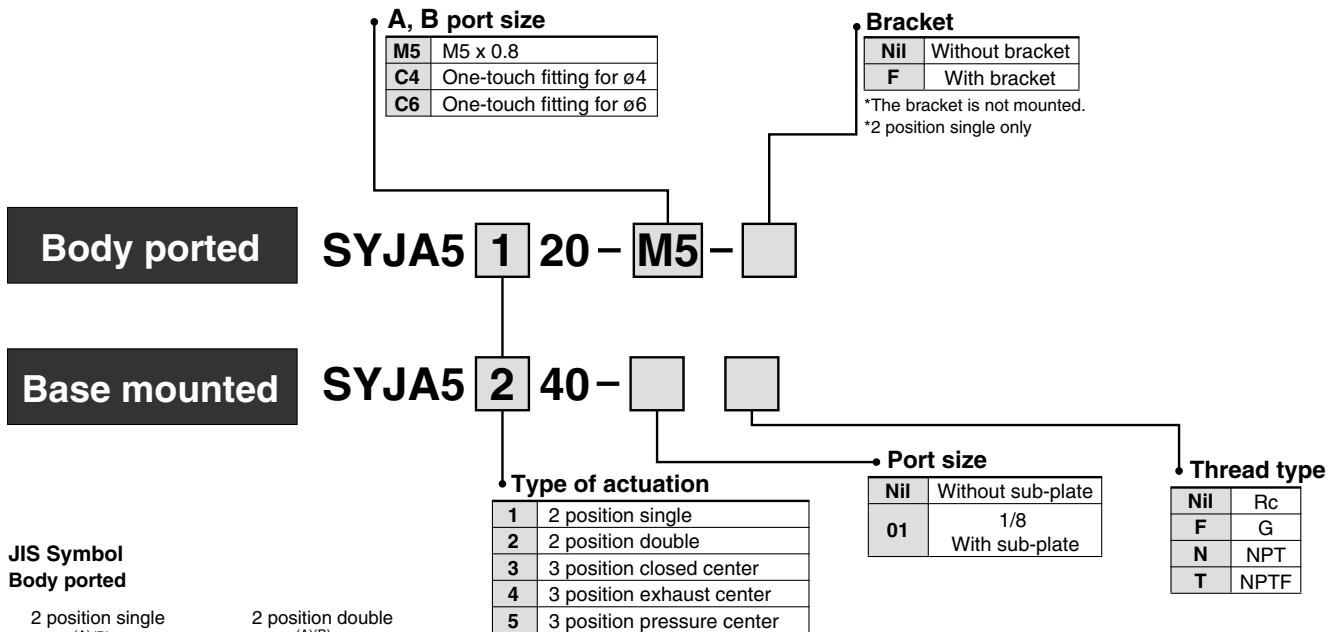 A, B port size
M5 M5 x 0.8
C4 One-touch fitting for ø4
C6 One-touch fitting for ø6
Bracket
Nil Without bracket
F With bracket
*The bracket is not mounted.
*2 position single only
Body ported SYJA5 1 20 – M5 –
Base mounted SYJA5 2 40 –
Type of actuation
1 2 position single
2 2 position double
3 3 position closed center
4 3 position exhaust center
5 3 position pressure center
Port size
Nil Without sub-plate
01 1/8
With sub-plate
Thread type
Nil Rc
F G
N NPT
T NPTF
JIS Symbol
Body ported
2 position single 2 position double